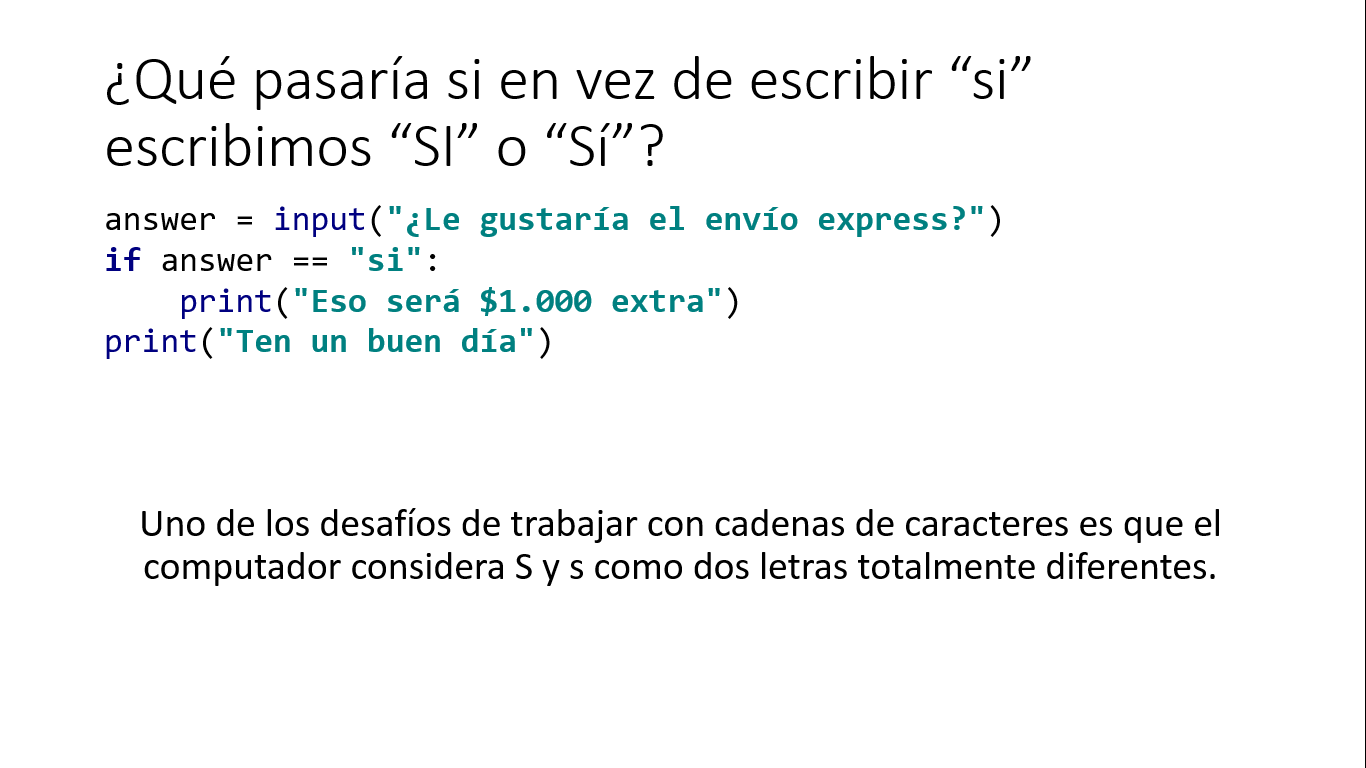 ¿Qué pasaría si en vez de escribir “si”
escribimos “SI” o “Sí”?
answer = input("¿Le gustaría el envío express?")
if answer == "si":
    print("Eso será $1.000 extra")
print("Ten un buen día")
Uno de los desafíos de trabajar con cadenas de caracteres es que el
computador considera S y s como dos letras totalmente diferentes.